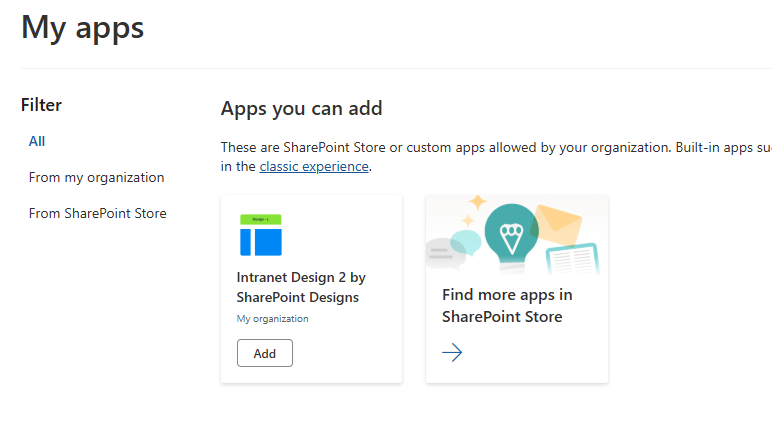 My apps
Filter
All
From my organization
From SharePoint Store
Apps you can add
These are SharePoint Store or custom apps allowed by your organization. Built-in apps su
in the classic experience.
Design - 1
Intranet Design 2 by
SharePoint Designs
My organization
Add
Find more apps in
SharePoint Store